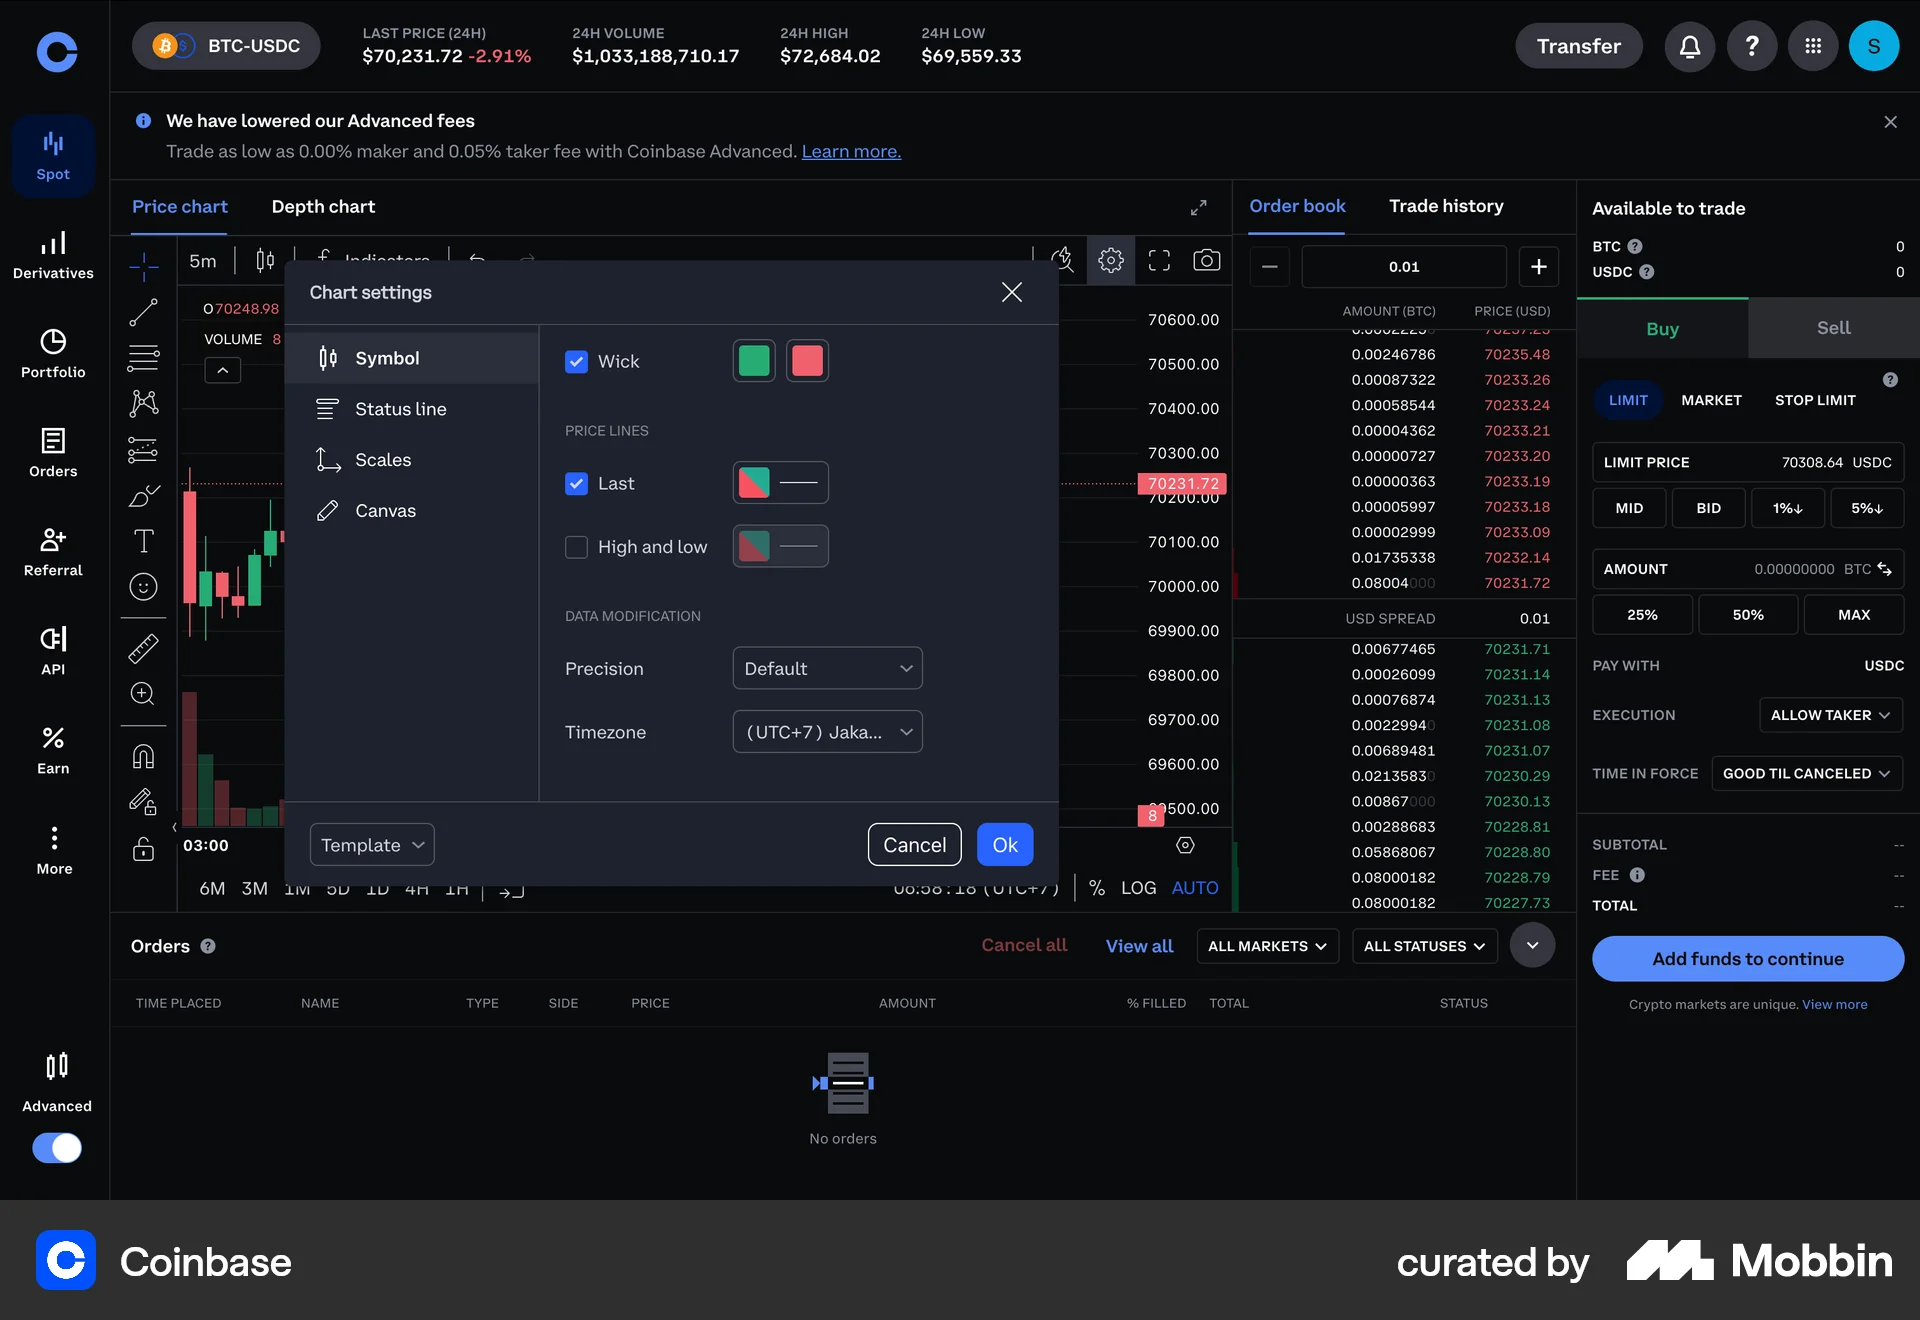 BTC-USDC
LAST PRICE (24H)
$70,231.72 -2.91%
24H VOLUME
$1,033,188,710.17
24H HIGH
$72,684.02
24H LOW
$69,559.33
Transfer
?
S
We have lowered our Advanced fees
Trade as low as 0.00% maker and 0.05% taker fee with Coinbase Advanced. Learn more.
Spot
Derivatives
Portfolio
Orders
Referral
API
Earn
More
Advanced
Price chart
Depth chart
5m
Indicators
O70248.98
VOLUME 8
Chart settings
Symbol
Status line
Scales
Canvas
Wick
PRICE LINES
Last
High and low
DATA MODIFICATION
Precision
Default
Timezone
(UTC+7) Jaka...
Template
Cancel
Ok
70600.00
70500.00
70400.00
70300.00
70231.72
70200.00
70100.00
70000.00
69900.00
69800.00
69700.00
69600.00
69500.00
8
03:00
6M 3M 1M 5D 1D 4H 1H
06:58:18 (UTC+7)
% LOG AUTO
Order book
Trade history
0.01
AMOUNT (BTC) PRICE (USD)
0.00022250 70237.23
0.00246786 70235.48
0.00087322 70233.26
0.00058544 70233.24
0.00004362 70233.21
0.00000727 70233.20
0.00000363 70233.19
0.00005997 70233.18
0.00002999 70233.09
0.01735338 70232.14
0.08004000 70231.72
USD SPREAD 0.01
0.00677465 70231.71
0.00026099 70231.14
0.00076874 70231.13
0.00229940 70231.08
0.00689481 70231.07
0.02135830 70230.29
0.00867000 70230.13
0.00288683 70228.81
0.05868067 70228.80
0.08000182 70228.79
0.08000182 70227.73
Available to trade
BTC ? 0
USDC ? 0
Buy
Sell
LIMIT MARKET STOP LIMIT ?
LIMIT PRICE 70308.64 USDC
MID BID 1%↓ 5%↓
AMOUNT 0.00000000 BTC
25% 50% MAX
PAY WITH USDC
EXECUTION ALLOW TAKER
TIME IN FORCE GOOD TIL CANCELED
SUBTOTAL --
FEE --
TOTAL --
Add funds to continue
Crypto markets are unique. View more
Orders ?
Cancel all
View all
ALL MARKETS
ALL STATUSES
TIME PLACED NAME TYPE SIDE PRICE AMOUNT % FILLED TOTAL STATUS
No orders
Coinbase
curated by Mobbin